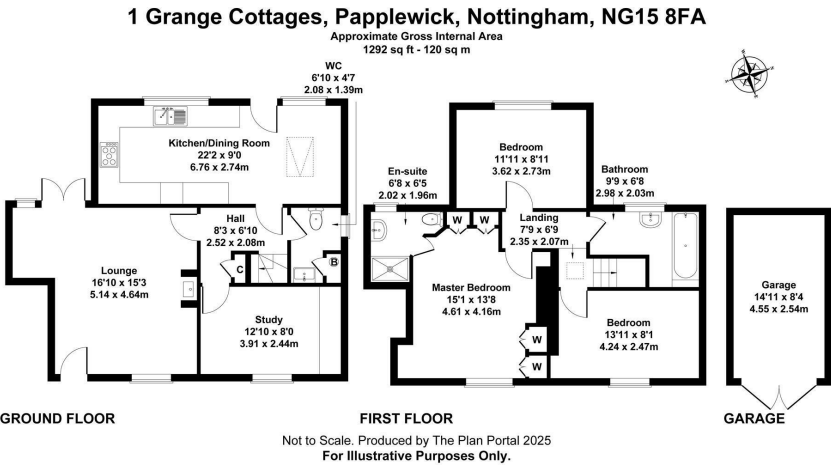 1 Grange Cottages, Papplewick, Nottingham, NG15 8FA
Approximate Gross Internal Area
1292 sq ft - 120 sq m
WC
6'10 x 4'7
2.08 x 1.39m
Kitchen/Dining Room
22'2 x 9'0
6.76 x 2.74m
Hall
8'3 x 6'10
2.52 x 2.08m
C
B
Lounge
16'10 x 15'3
5.14 x 4.64m
Study
12'10 x 8'0
3.91 x 2.44m
GROUND FLOOR
Bedroom
11'11 x 8'11
3.62 x 2.73m
En-suite
6'8 x 6'5
2.02 x 1.96m
Bathroom
9'9 x 6'8
2.98 x 2.03m
W
W
Landing
7'9 x 6'9
2.35 x 2.07m
Master Bedroom
15'1 x 13'8
4.61 x 4.16m
W
W
Bedroom
13'11 x 8'1
4.24 x 2.47m
FIRST FLOOR
Garage
14'11 x 8'4
4.55 x 2.54m
GARAGE
Not to Scale. Produced by The Plan Portal 2025
For Illustrative Purposes Only.